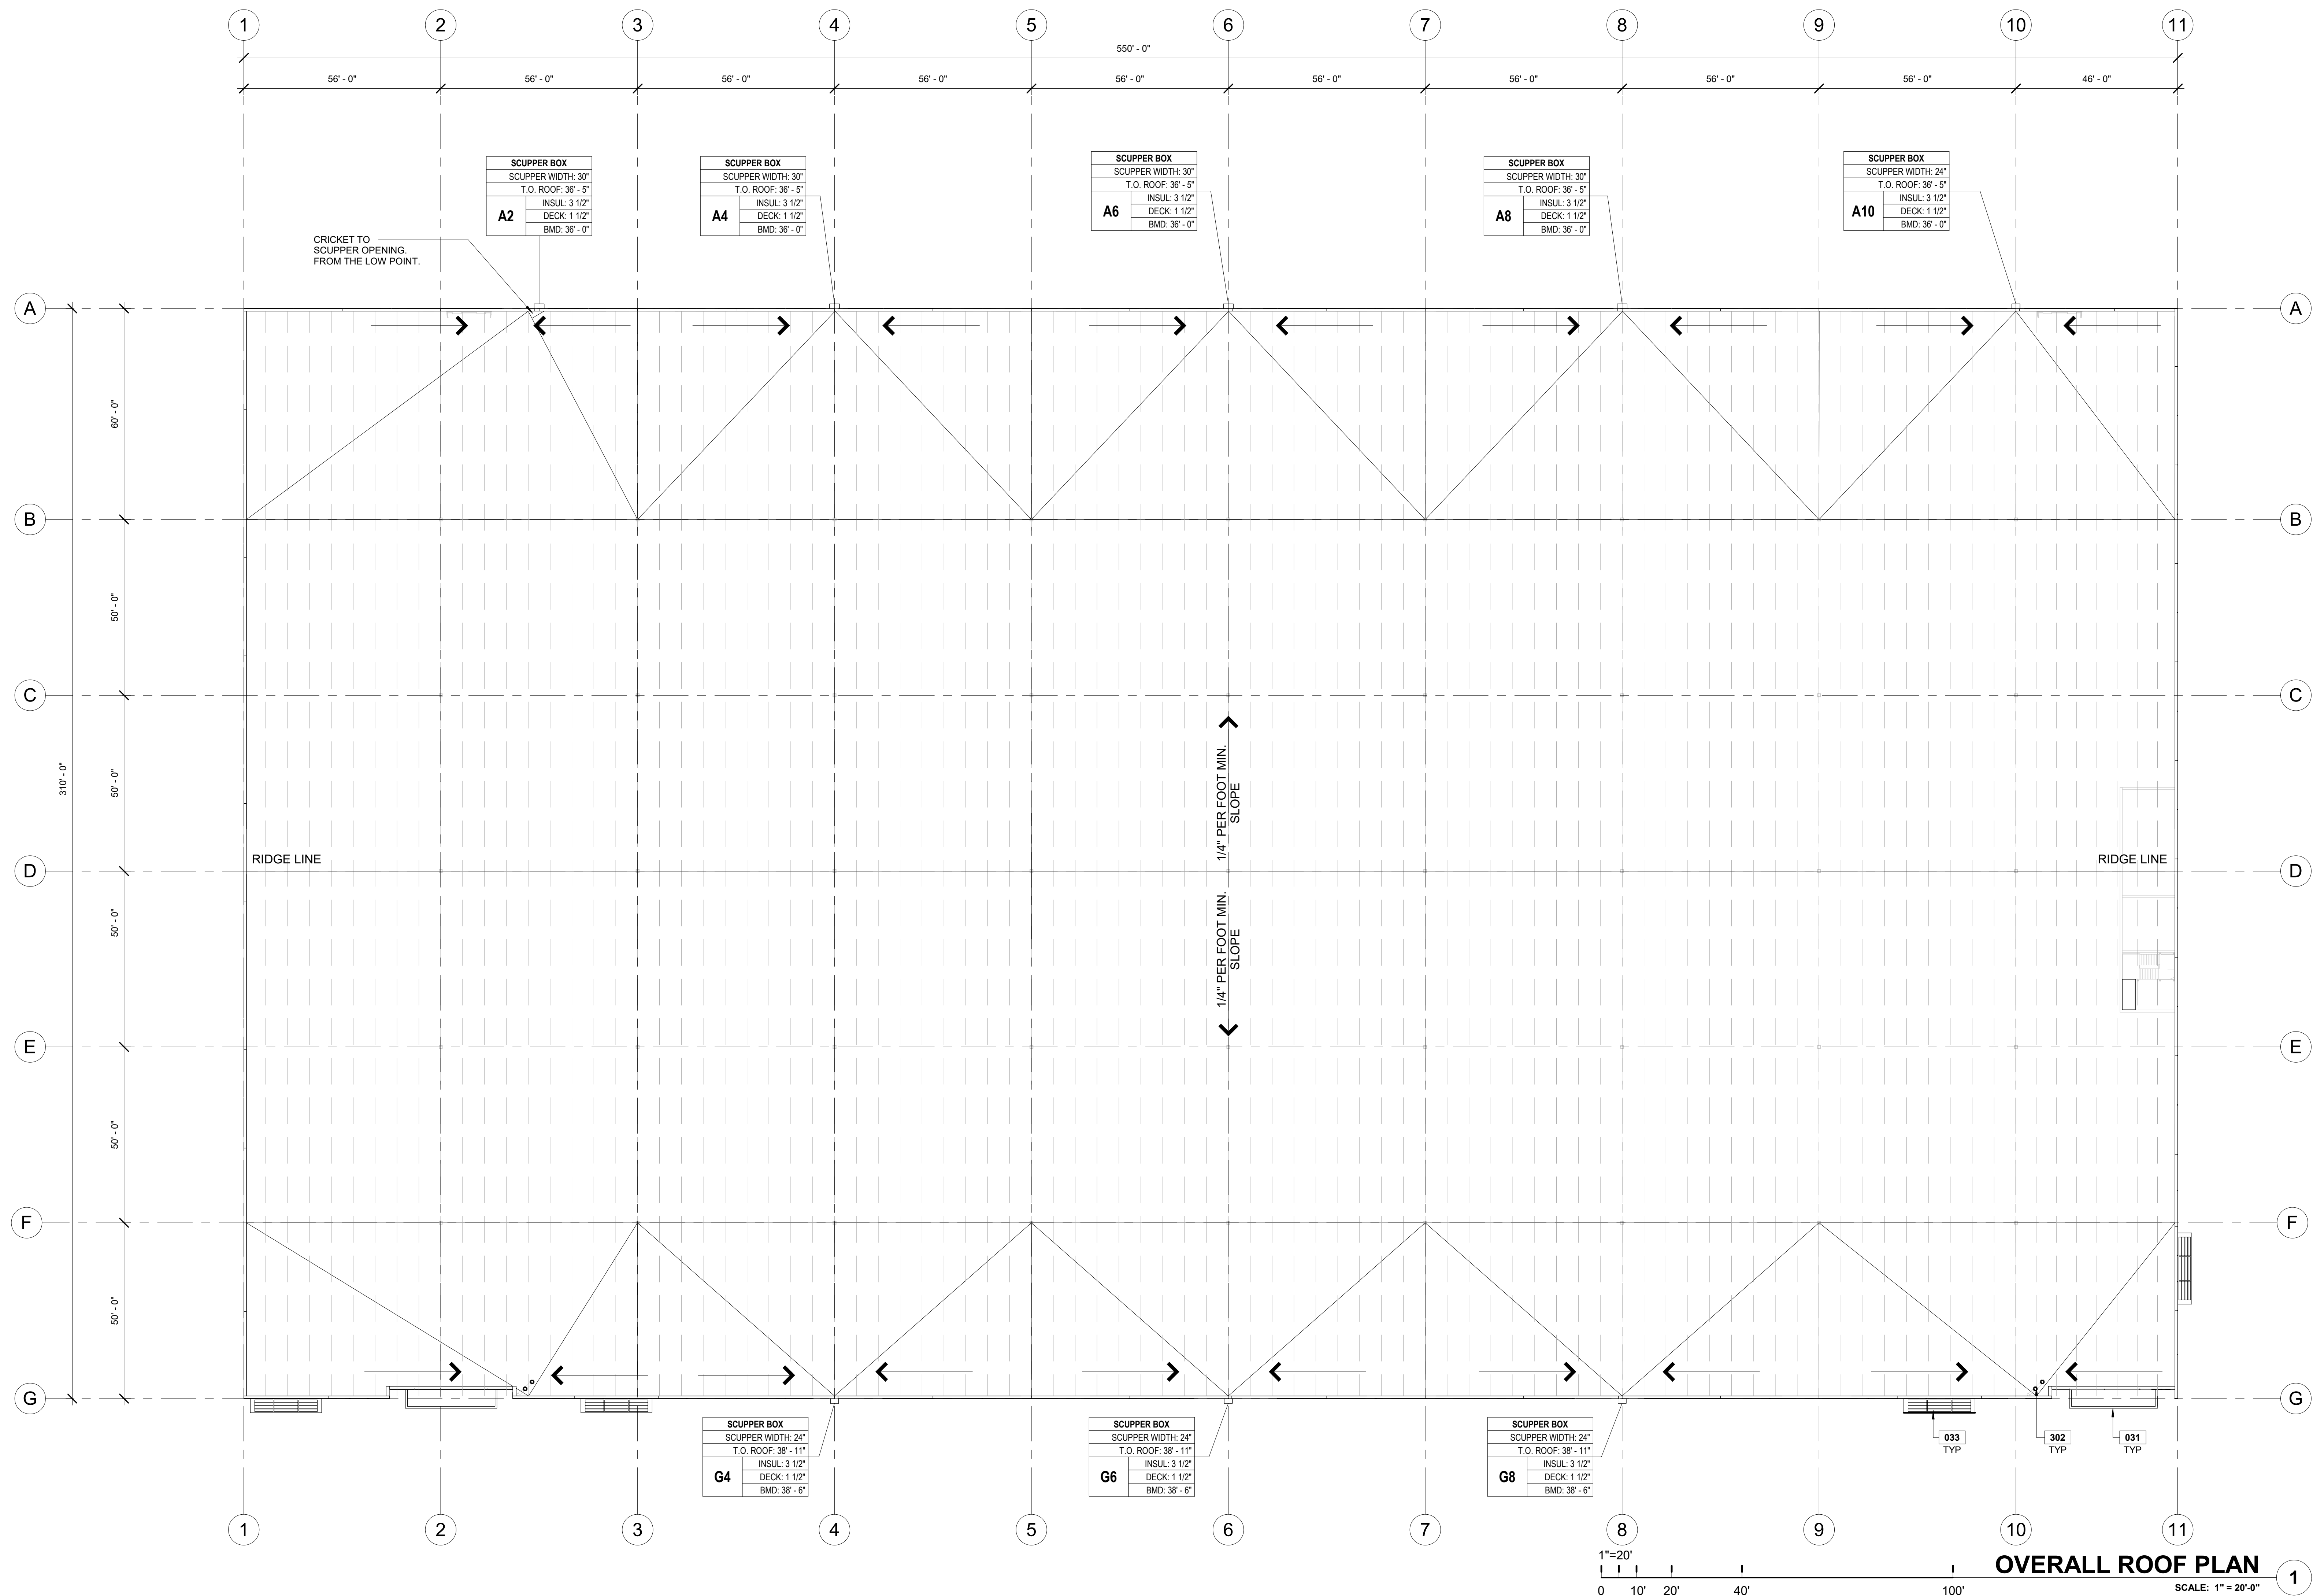 1 2 3 4 5 6 7 8 9 10 11
550' - 0"
56' - 0" 56' - 0" 56' - 0" 56' - 0" 56' - 0" 56' - 0" 56' - 0" 56' - 0" 56' - 0" 46' - 0"
SCUPPER BOX
SCUPPER WIDTH: 30"
T.O. ROOF: 36' - 5"
A2
INSUL: 3 1/2"
DECK: 1 1/2"
BMD: 36' - 0"
SCUPPER BOX
SCUPPER WIDTH: 30"
T.O. ROOF: 36' - 5"
A4
INSUL: 3 1/2"
DECK: 1 1/2"
BMD: 36' - 0"
SCUPPER BOX
SCUPPER WIDTH: 30"
T.O. ROOF: 36' - 5"
A6
INSUL: 3 1/2"
DECK: 1 1/2"
BMD: 36' - 0"
SCUPPER BOX
SCUPPER WIDTH: 30"
T.O. ROOF: 36' - 5"
A8
INSUL: 3 1/2"
DECK: 1 1/2"
BMD: 36' - 0"
SCUPPER BOX
SCUPPER WIDTH: 24"
T.O. ROOF: 36' - 5"
A10
INSUL: 3 1/2"
DECK: 1 1/2"
BMD: 36' - 0"
CRICKET TO
SCUPPER OPENING.
FROM THE LOW POINT.
A A
60' - 0"
B B
50' - 0"
C C
310' - 0"
50' - 0"
1/4" PER FOOT MIN.
SLOPE
RIDGE LINE RIDGE LINE
D D
50' - 0"
1/4" PER FOOT MIN.
SLOPE
E E
50' - 0"
F F
50' - 0"
G G
SCUPPER BOX
SCUPPER WIDTH: 24"
T.O. ROOF: 38' - 11"
G4
INSUL: 3 1/2"
DECK: 1 1/2"
BMD: 38' - 6"
SCUPPER BOX
SCUPPER WIDTH: 24"
T.O. ROOF: 38' - 11"
G6
INSUL: 3 1/2"
DECK: 1 1/2"
BMD: 38' - 6"
SCUPPER BOX
SCUPPER WIDTH: 24"
T.O. ROOF: 38' - 11"
G8
INSUL: 3 1/2"
DECK: 1 1/2"
BMD: 38' - 6"
033
TYP
302
TYP
031
TYP
1 2 3 4 5 6 7 8 9 10 11
1"=20'
0 10' 20' 40' 100'
OVERALL ROOF PLAN
SCALE: 1" = 20'-0"
1